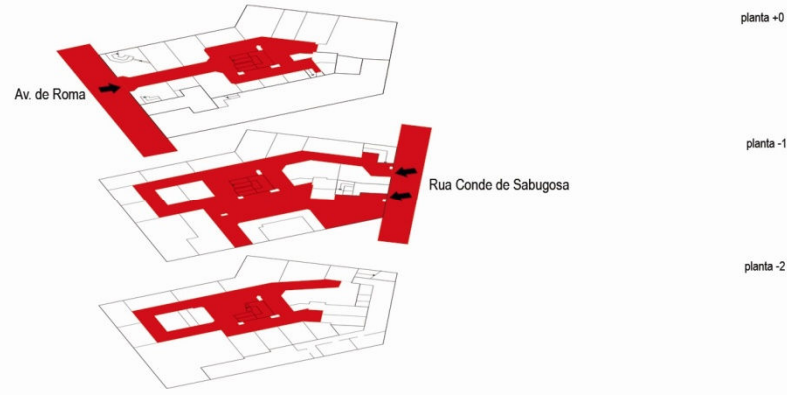 planta +0
Av. de Roma
planta -1
Rua Conde de Sabugosa
planta -2